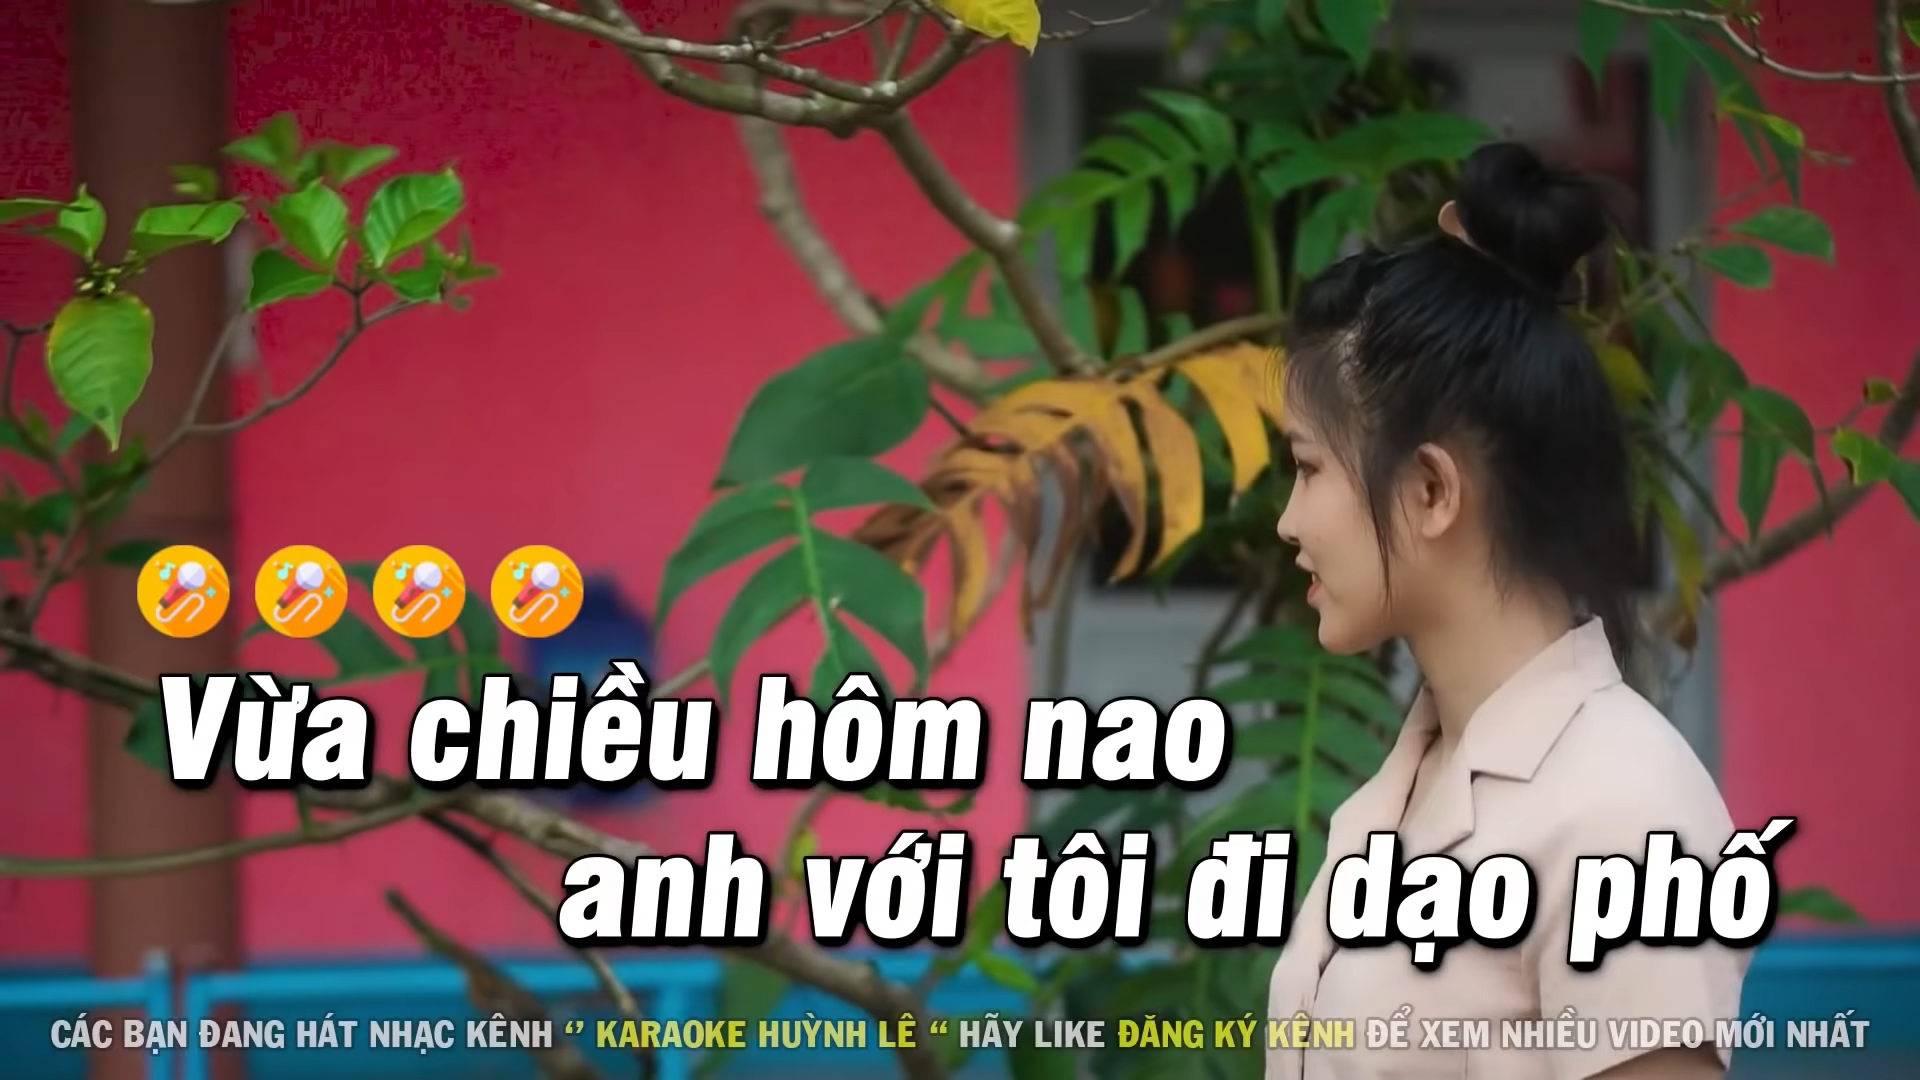 Vừa chiều hôm nao
anh với tôi đi dạo phố
CÁC BẠN ĐANG HÁT NHẠC KÊNH ‘’ KARAOKE HUỲNH LÊ “ HÃY LIKE ĐĂNG KÝ KÊNH ĐỂ XEM NHIỀU VIDEO MỚI NHẤT